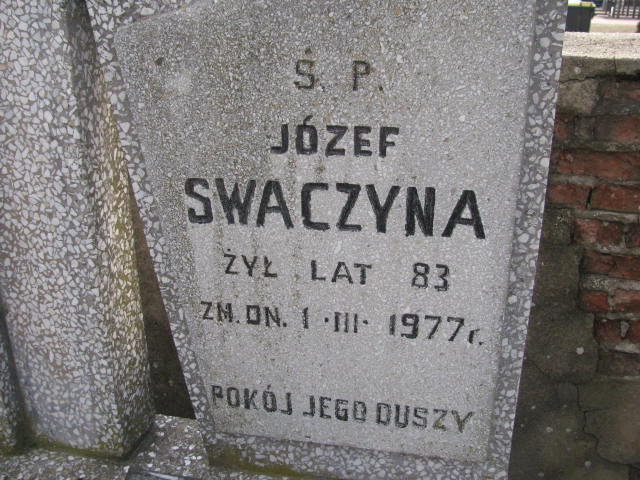 Ś. P.
JÓZEF
SWACZYNA
ŻYŁ LAT 83
ZM. DN. 1 · III · 1977 r.
POKÓJ JEGO DUSZY